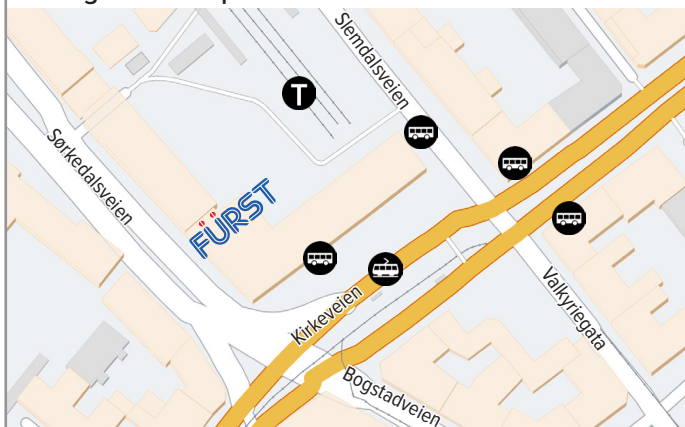 Slemdalsveien
T
Sørkedalsveien
FÜRST
Kirkeveien
Valkyriegata
Bogstadveien